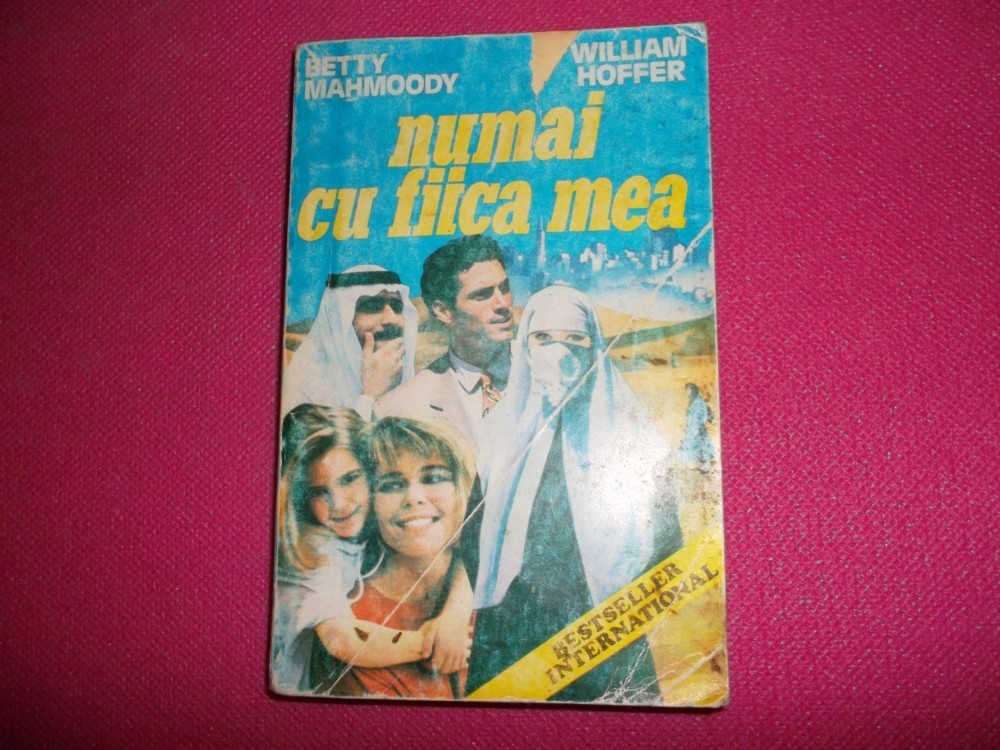 BETTY
MAHMOODY
WILLIAM
HOFFER
numai
cu fiica mea
BESTSELLER
INTERNATIONAL